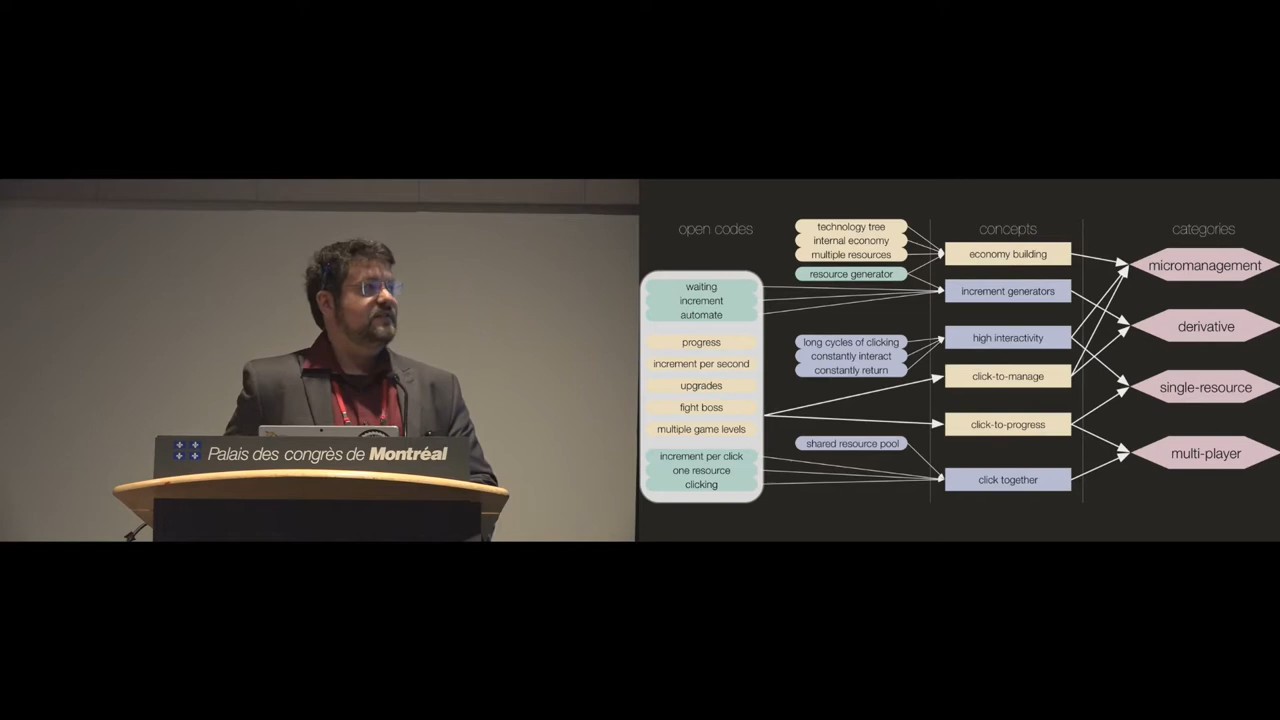 Palais des congrès de Montréal
open codes
concepts
categories
technology tree
internal economy
multiple resources
resource generator
waiting
increment
automate
progress
increment per second
upgrades
fight boss
multiple game levels
increment per click
one resource
clicking
long cycles of clicking
constantly interact
constantly return
shared resource pool
economy building
increment generators
high interactivity
click-to-manage
click-to-progress
click together
micromanagement
derivative
single-resource
multi-player